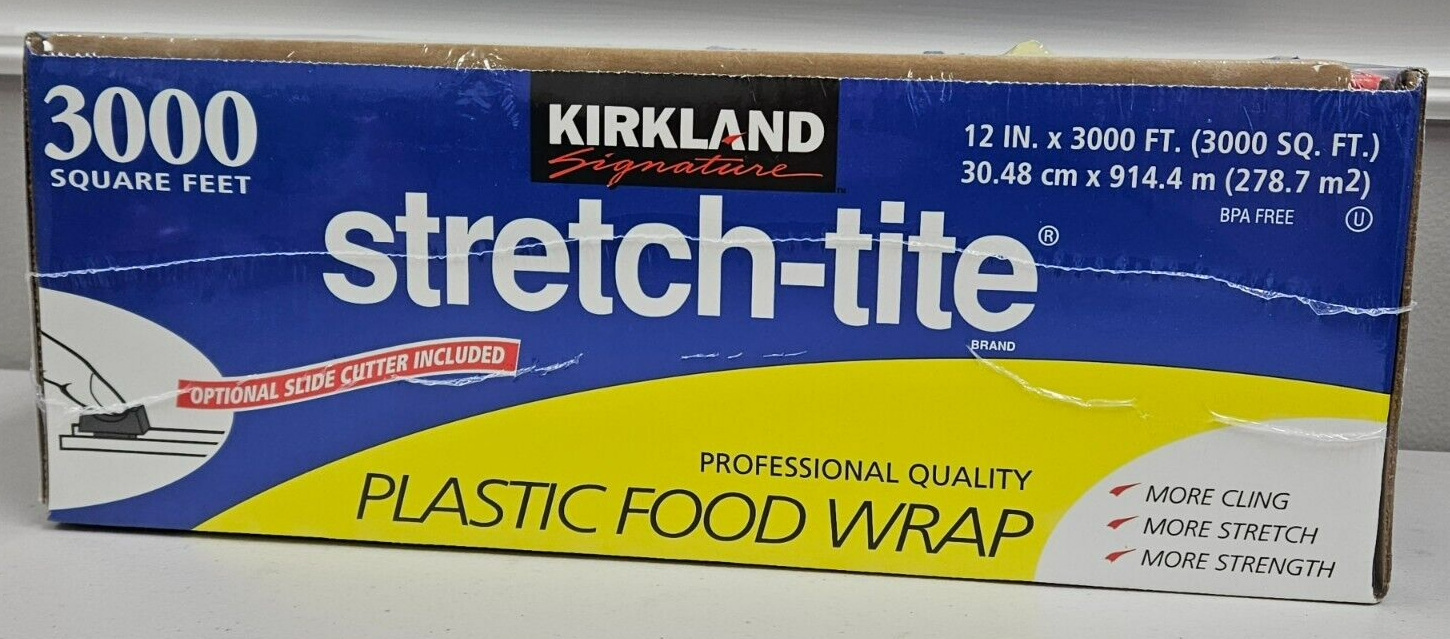 3000
SQUARE FEET
KIRKLAND
Signature™
12 IN. x 3000 FT. (3000 SQ. FT.)
30.48 cm x 914.4 m (278.7 m2)
BPA FREE U
stretch-tite®
BRAND
OPTIONAL SLIDE CUTTER INCLUDED
PROFESSIONAL QUALITY
PLASTIC FOOD WRAP
MORE CLING
MORE STRETCH
MORE STRENGTH